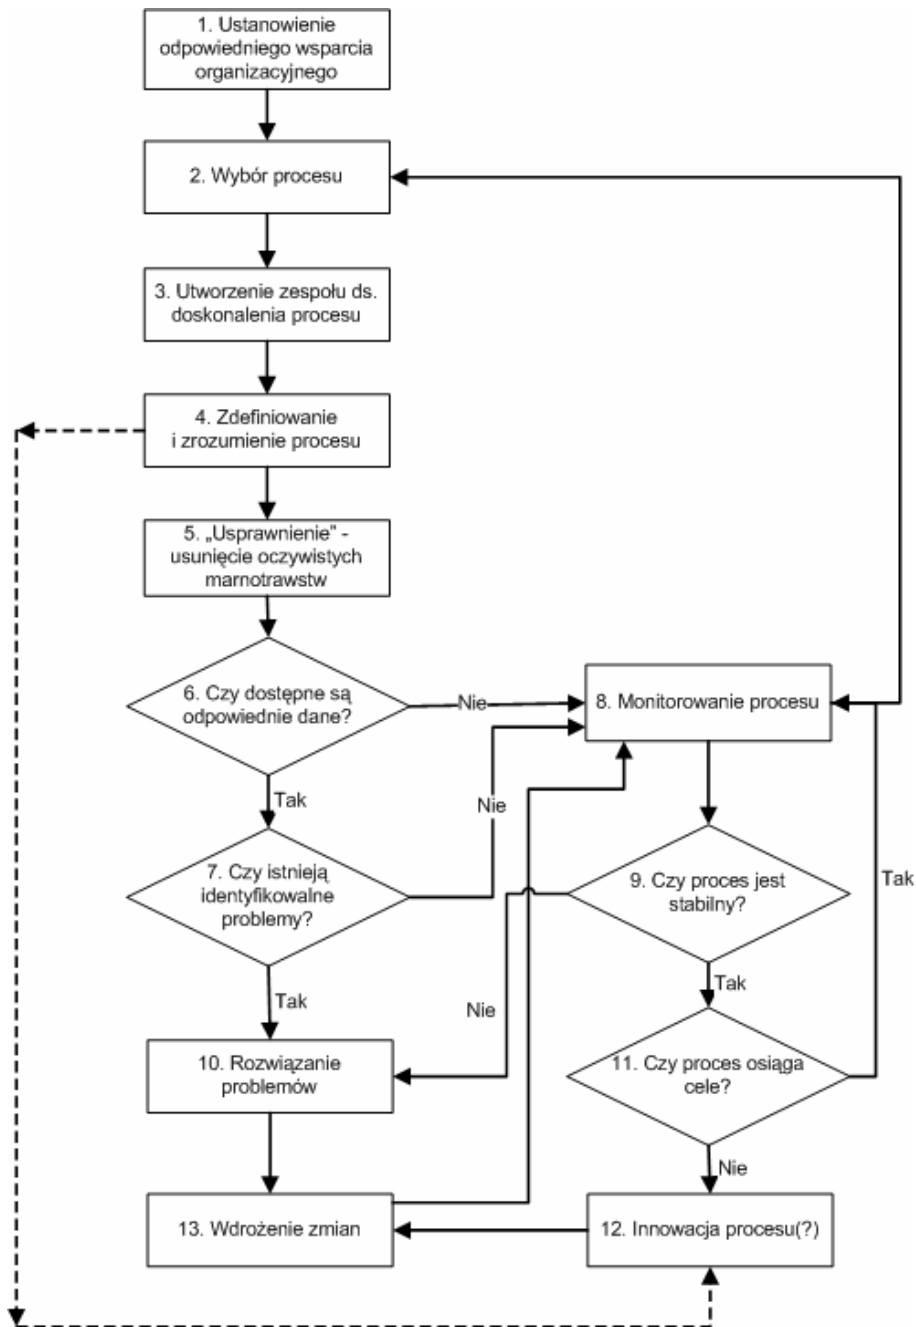 1. Ustanowienie
odpowiedniego wsparcia
organizacyjnego
2. Wybór procesu
3. Utworzenie zespołu ds.
doskonalenia procesu
4. Zdefiniowanie
i zrozumienie procesu
5. „Usprawnienie" -
usunięcie oczywistych
marnotrawstw
6. Czy dostępne są
odpowiednie dane?
Nie
8. Monitorowanie procesu
Tak
Nie
7. Czy istnieją
identyfikowalne
problemy?
9. Czy proces jest
stabilny?
Tak
Tak
Nie
Tak
10. Rozwiązanie
problemów
11. Czy proces osiąga
cele?
Nie
13. Wdrożenie zmian
12. Innowacja procesu(?)